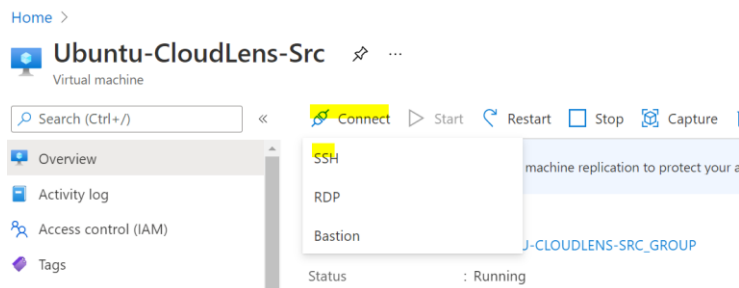 Home >
Ubuntu-CloudLens-Src ...
Virtual machine
Search (Ctrl+/) «
Connect Start Restart Stop Capture
Overview
Activity log
Access control (IAM)
Tags
SSH
RDP
Bastion
machine replication to protect your a
U-CLOUDLENS-SRC_GROUP
Status : Running